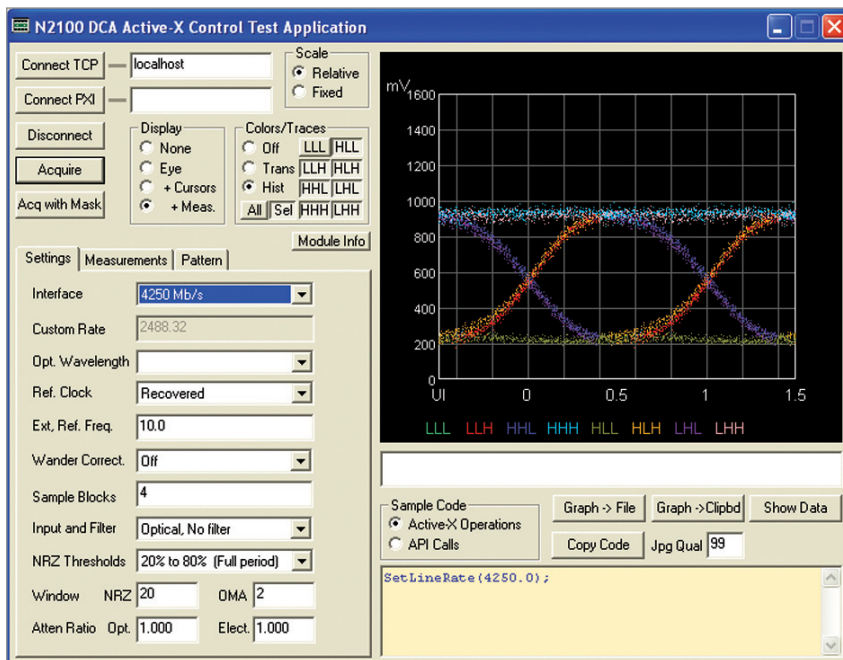 N2100 DCA Active-X Control Test Application
Connect TCP
localhost
Connect PXI
Scale
Relative
Fixed
Disconnect
Acquire
Acq with Mask
Display
None
Eye
+ Cursors
+ Meas.
Colors/Traces
Off LLL HLL
Trans LLH HLH
Hist HHL LHL
All Sel HHH LHH
Module Info
Settings Measurements Pattern
Interface 4250 Mb/s
Custom Rate 2488.32
Opt. Wavelength
Ref. Clock Recovered
Ext, Ref. Freq. 10.0
Wander Correct. Off
Sample Blocks 4
Input and Filter Optical, No filter
NRZ Thresholds 20% to 80% (Full period)
Window NRZ 20 OMA 2
Atten Ratio Opt. 1.000 Elect. 1.000
mV
1600
1400
1200
1000
800
600
400
200
0
UI 0 0.5 1 1.5
LLL LLH HHL HHH HLL HLH LHL LHH
Sample Code
Active-X Operations
API Calls
Graph -> File Graph ->Clipbd Show Data
Copy Code Jpg Qual 99
SetLineRate(4250.0);